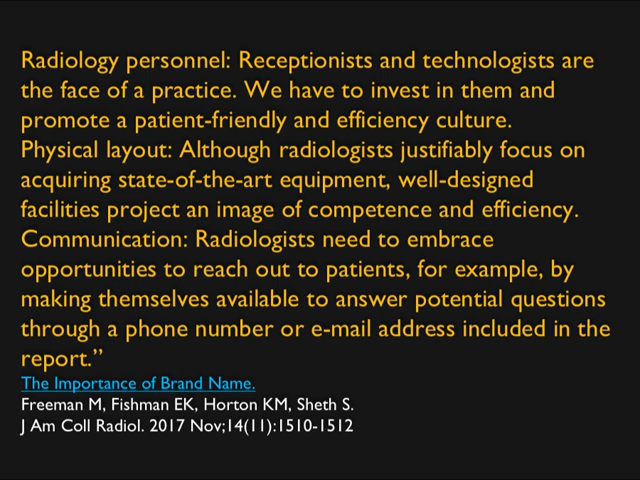 Radiology personnel: Receptionists and technologists are
the face of a practice. We have to invest in them and
promote a patient-friendly and efficiency culture.
Physical layout: Although radiologists justifiably focus on
acquiring state-of-the-art equipment, well-designed
facilities project an image of competence and efficiency.
Communication: Radiologists need to embrace
opportunities to reach out to patients, for example, by
making themselves available to answer potential questions
through a phone number or e-mail address included in the
report.”
The Importance of Brand Name.
Freeman M, Fishman EK, Horton KM, Sheth S.
J Am Coll Radiol. 2017 Nov;14(11):1510-1512